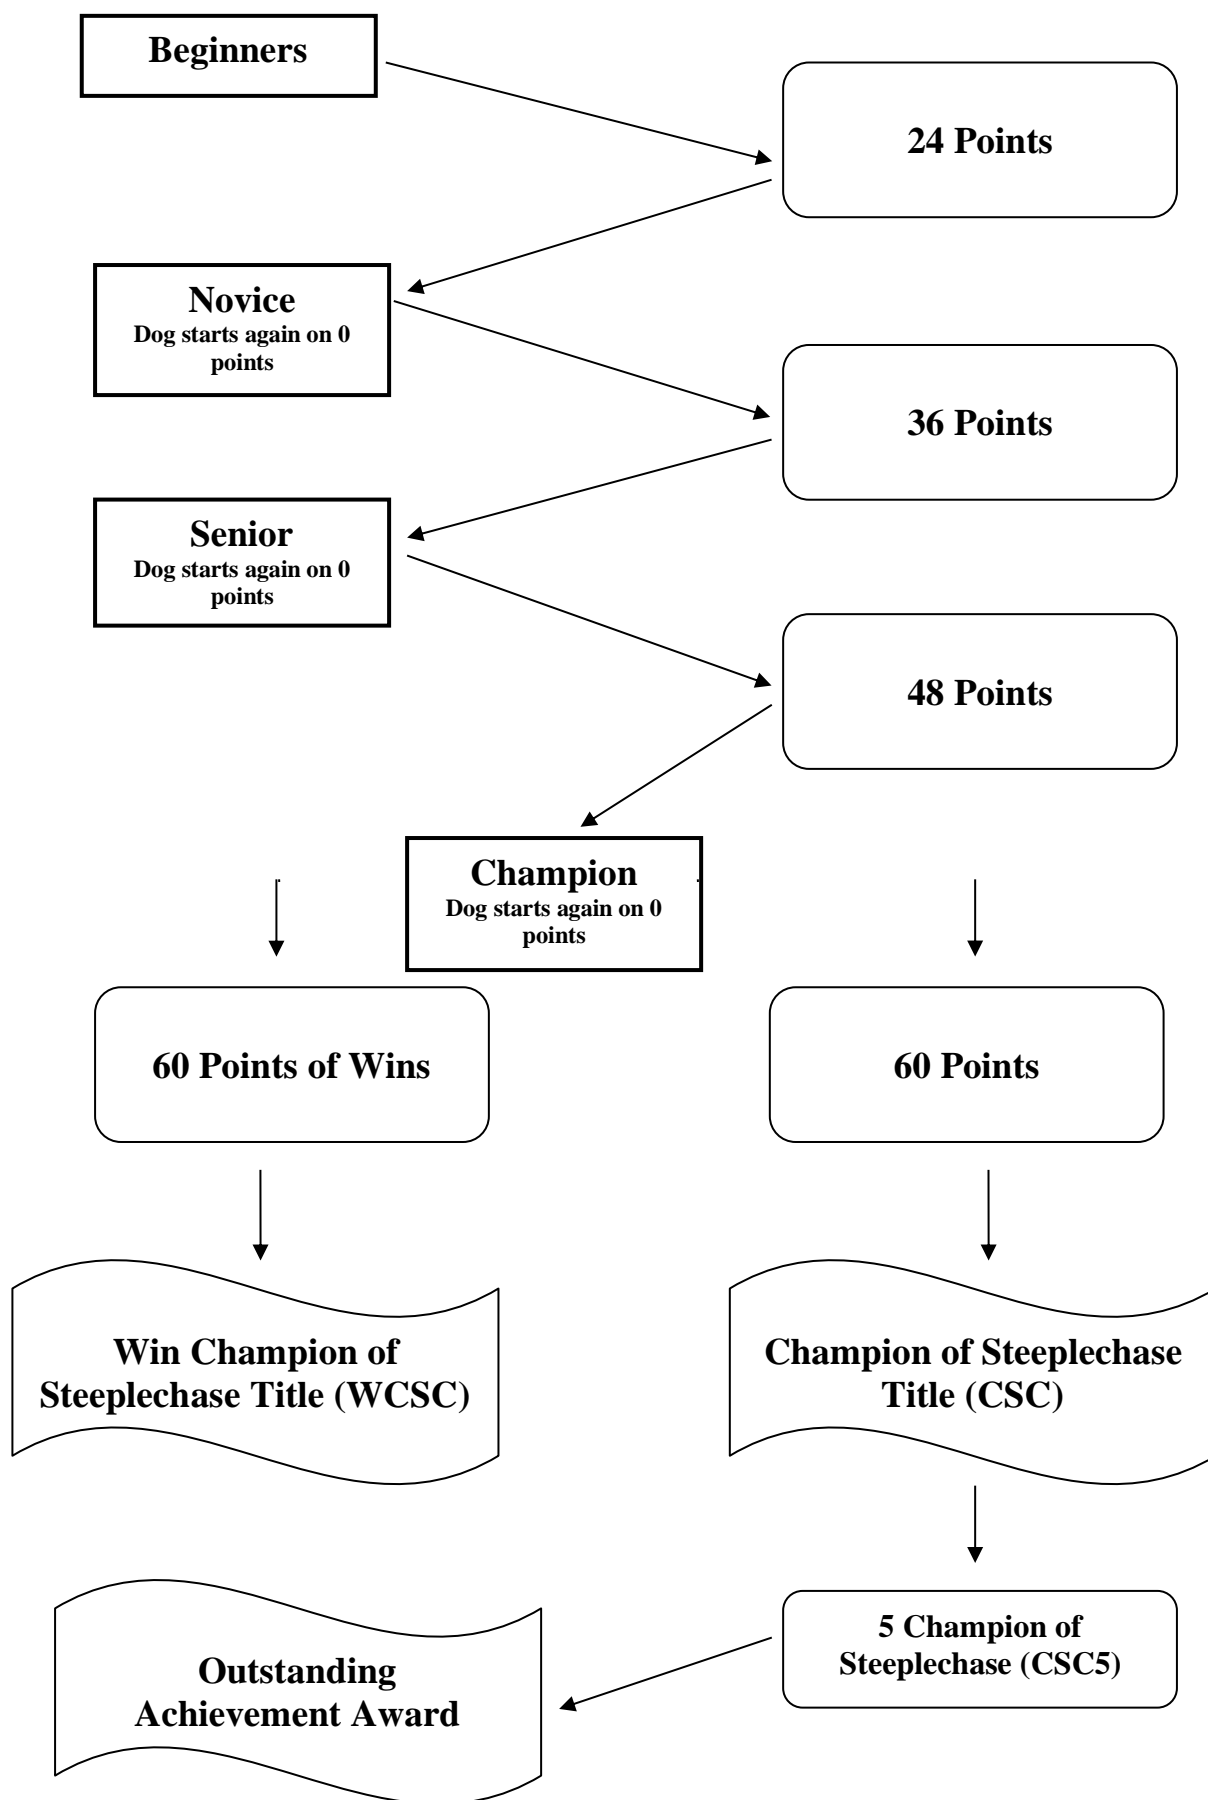 Beginners
24 Points
Novice
Dog starts again on 0
points
36 Points
Senior
Dog starts again on 0
points
48 Points
Champion
Dog starts again on 0
points
60 Points of Wins
60 Points
Win Champion of
Steeplechase Title (WCSC)
Champion of Steeplechase
Title (CSC)
5 Champion of
Steeplechase (CSC5)
Outstanding
Achievement Award